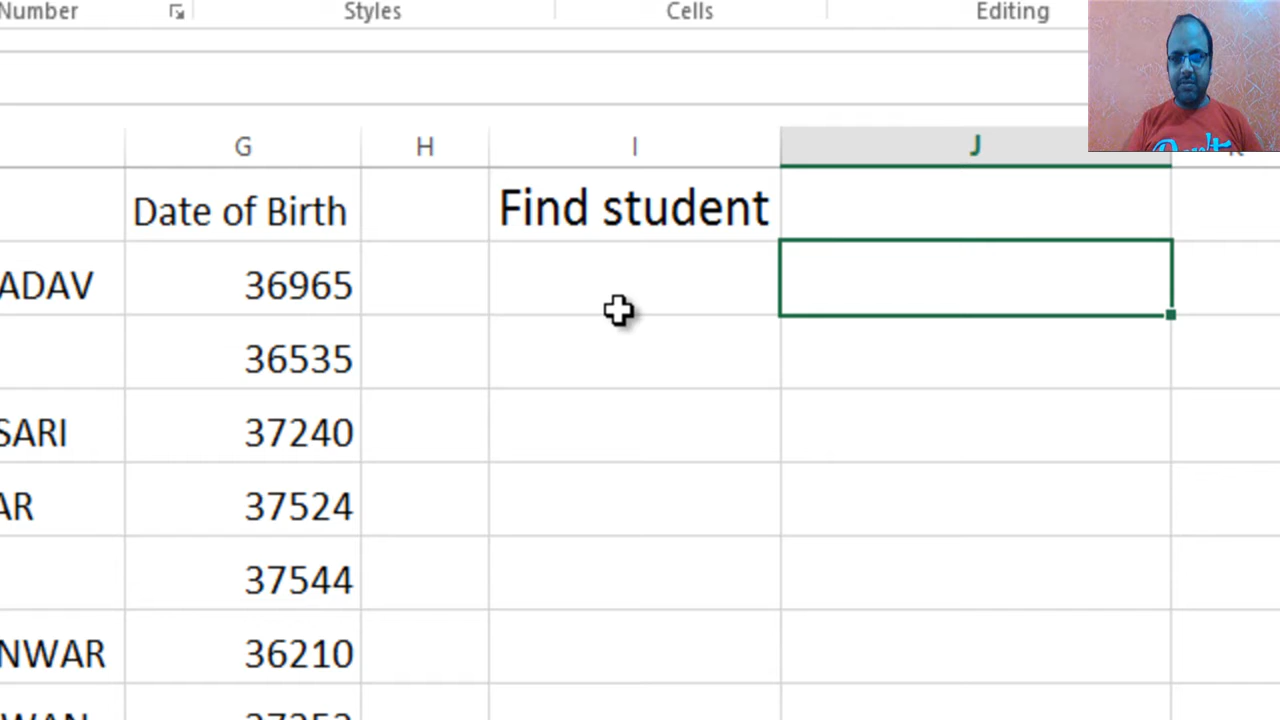 Number Styles Cells Editing
G H I J
Date of Birth Find student
ADAV 36965
36535
SARI 37240
AR 37524
37544
NWAR 36210
Don't